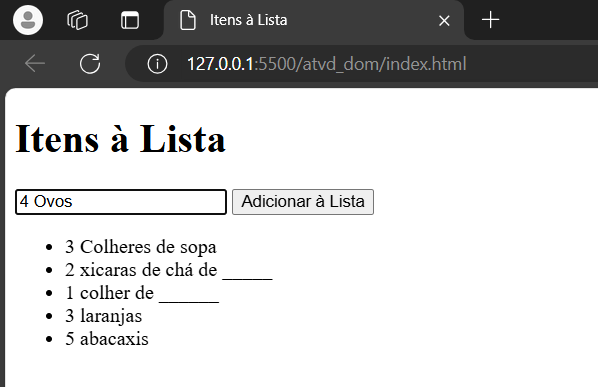 Itens à Lista
127.0.0.1:5500/atvd_dom/index.html
Itens à Lista
4 Ovos Adicionar à Lista
3 Colheres de sopa
2 xicaras de chá de _____
1 colher de ______
3 laranjas
5 abacaxis